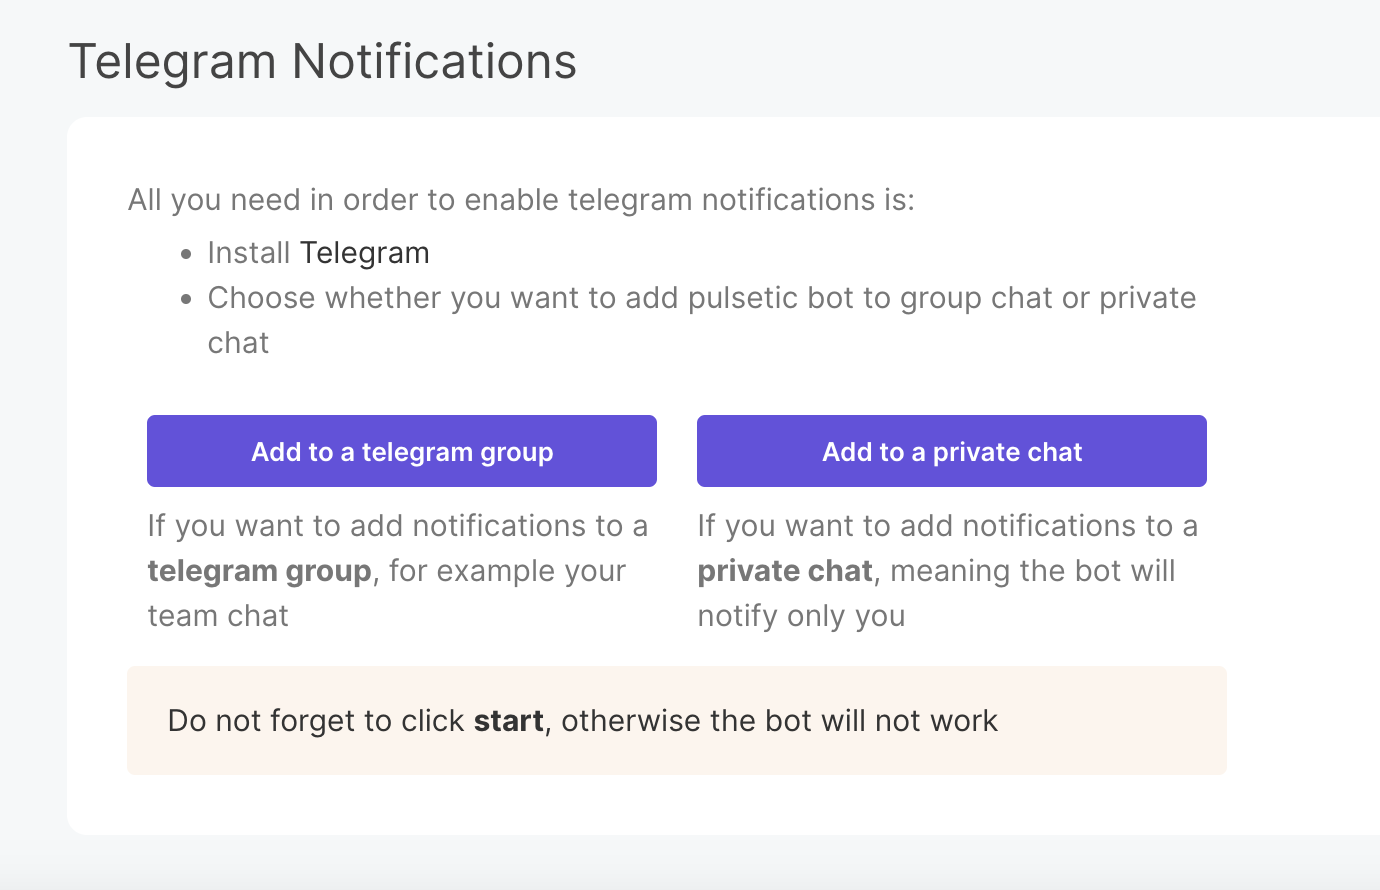 Telegram Notifications
All you need in order to enable telegram notifications is:
Install Telegram
Choose whether you want to add pulsetic bot to group chat or private
chat
Add to a telegram group
If you want to add notifications to a
telegram group, for example your
team chat
Add to a private chat
If you want to add notifications to a
private chat, meaning the bot will
notify only you
Do not forget to click start, otherwise the bot will not work